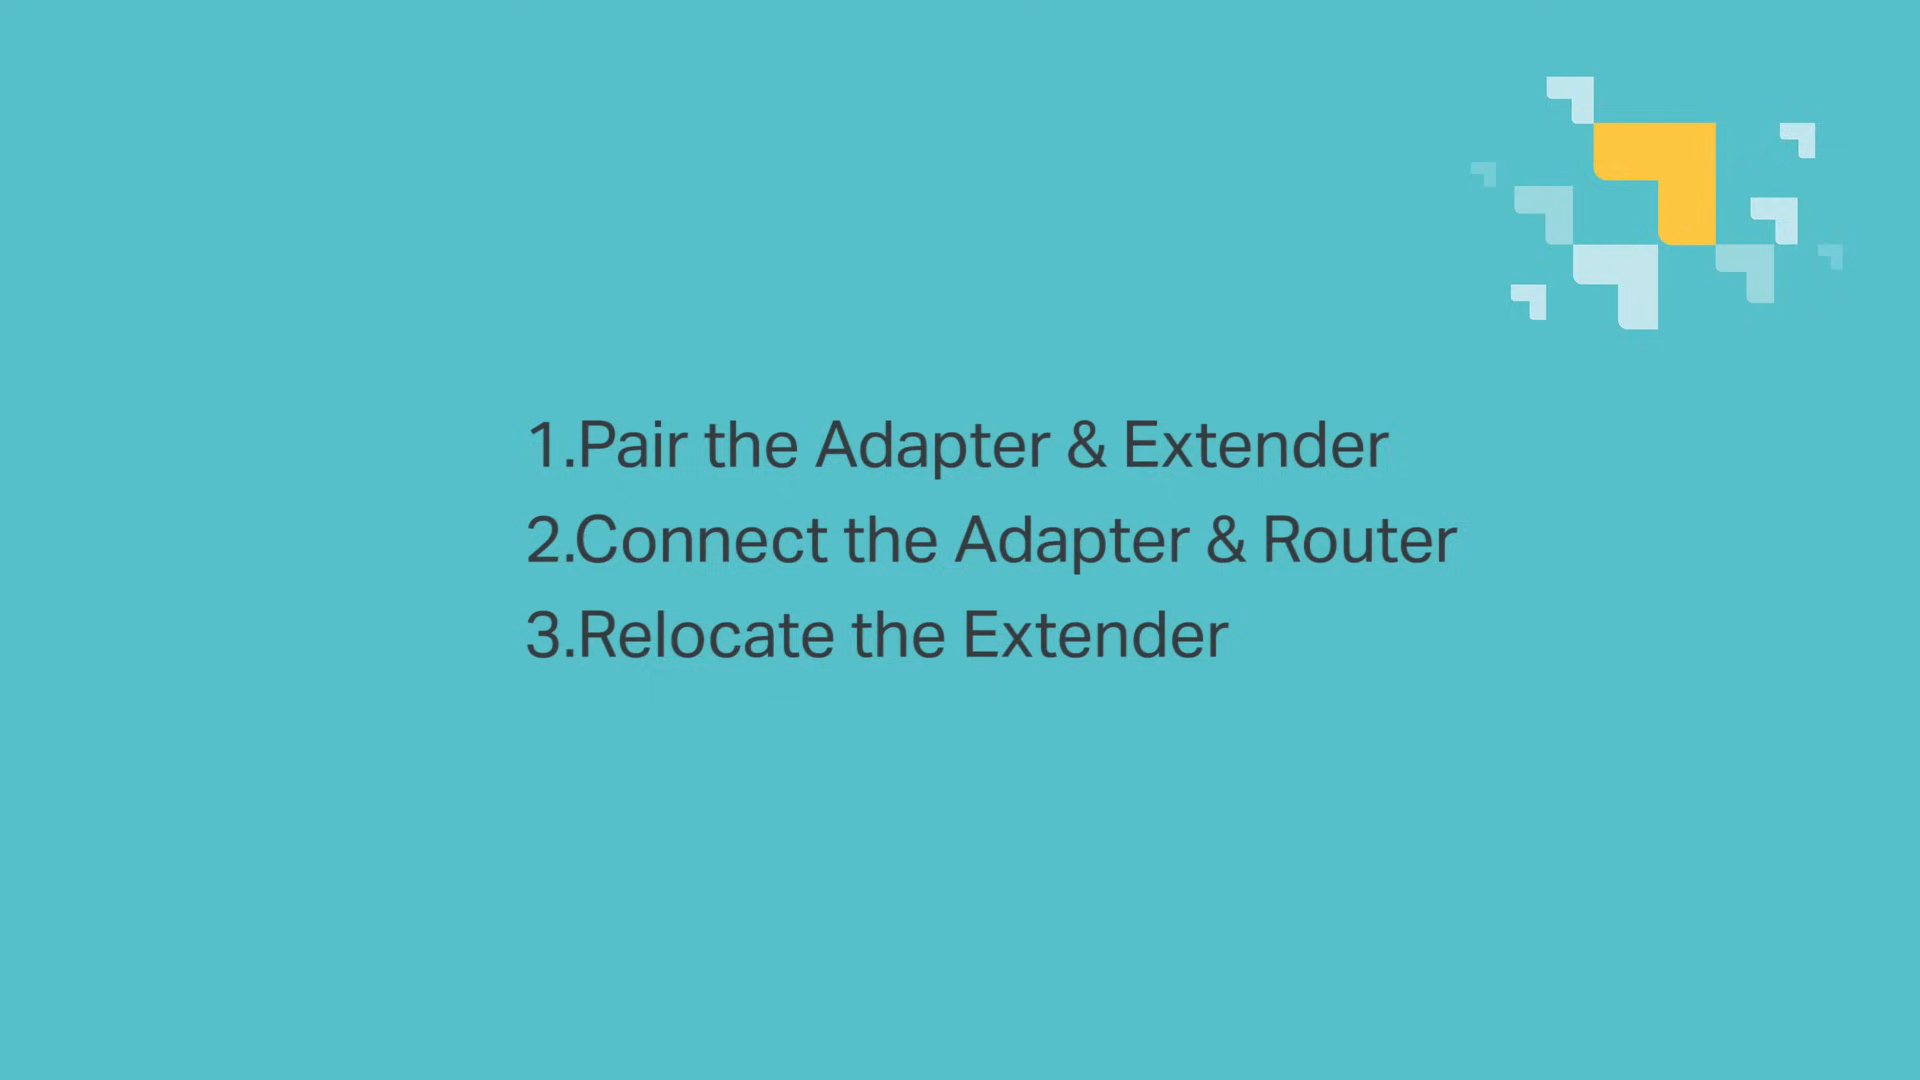 1.Pair the Adapter & Extender
2.Connect the Adapter & Router
3.Relocate the Extender